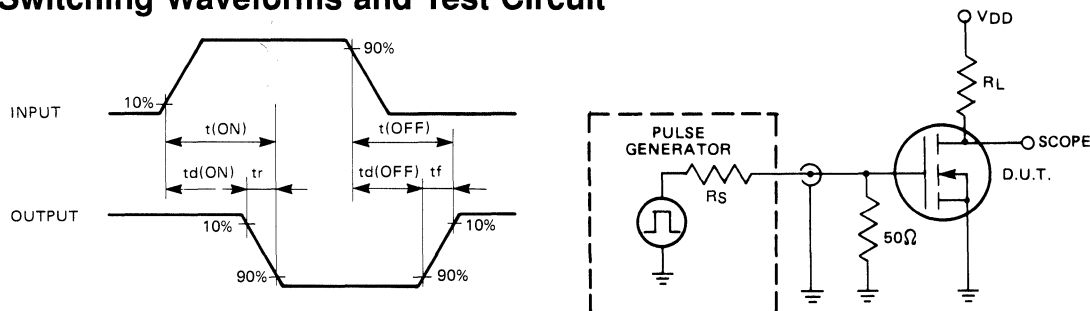 Switching Waveforms and Test Circuit
INPUT
10%
90%
t(ON)
t(OFF)
td(ON)
tr
td(OFF)
tf
OUTPUT
10%
90%
10%
90%
PULSE
GENERATOR
RS
50Ω
VDD
RL
SCOPE
D.U.T.